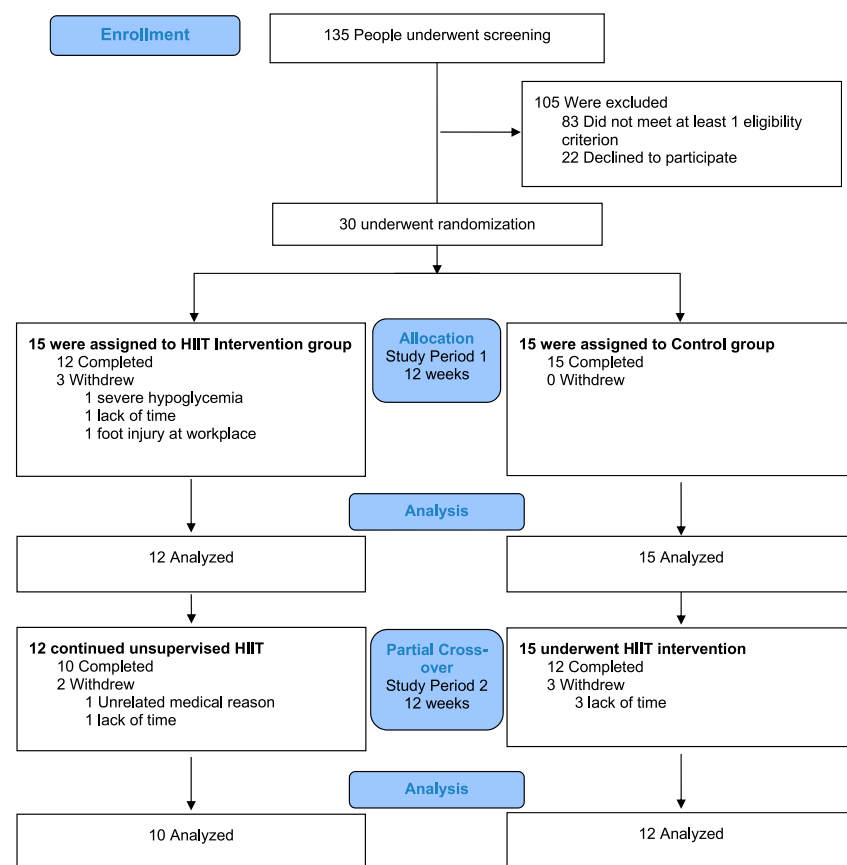 Enrollment
135 People underwent screening
105 Were excluded
83 Did not meet at least 1 eligibility
criterion
22 Declined to participate
30 underwent randomization
15 were assigned to HIIT Intervention group
12 Completed
3 Withdrew
1 severe hypoglycemia
1 lack of time
1 foot injury at workplace
Allocation
Study Period 1
12 weeks
15 were assigned to Control group
15 Completed
0 Withdrew
Analysis
12 Analyzed
15 Analyzed
12 continued unsupervised HIIT
10 Completed
2 Withdrew
1 Unrelated medical reason
1 lack of time
Partial Cross-
over
Study Period 2
12 weeks
15 underwent HIIT intervention
12 Completed
3 Withdrew
3 lack of time
Analysis
10 Analyzed
12 Analyzed